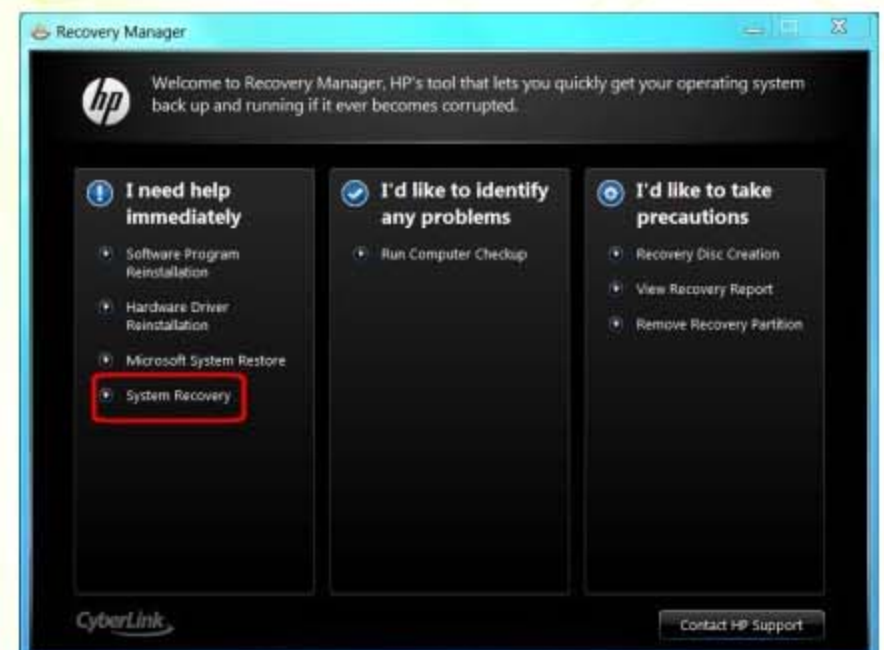 Recovery Manager
hp
Welcome to Recovery Manager, HP's tool that lets you quickly get your operating system
back up and running if it ever becomes corrupted.
I need help
immediately
Software Program
Reinstallation
Hardware Driver
Reinstallation
Microsoft System Restore
System Recovery
I'd like to identify
any problems
Run Computer Checkup
I'd like to take
precautions
Recovery Disc Creation
View Recovery Report
Remove Recovery Partition
CyberLink
Contact HP Support